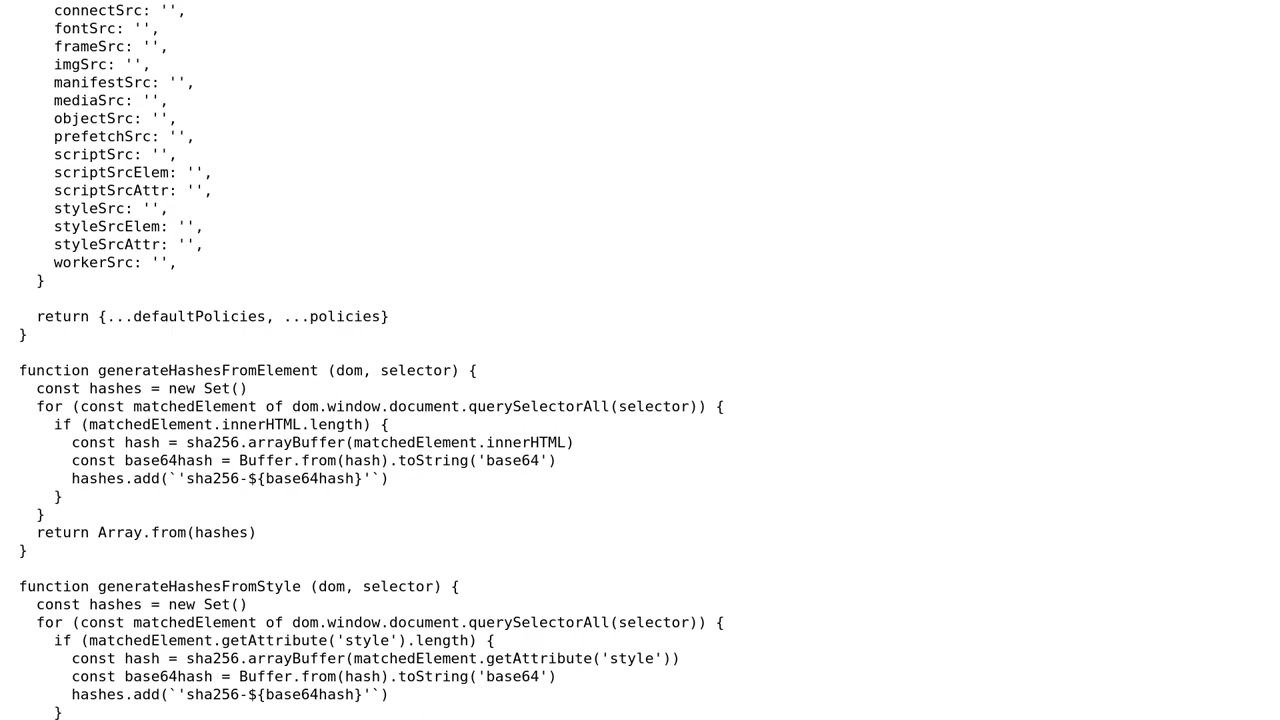 connectSrc: '',
    fontSrc: '',
    frameSrc: '',
    imgSrc: '',
    manifestSrc: '',
    mediaSrc: '',
    objectSrc: '',
    prefetchSrc: '',
    scriptSrc: '',
    scriptSrcElem: '',
    scriptSrcAttr: '',
    styleSrc: '',
    styleSrcElem: '',
    styleSrcAttr: '',
    workerSrc: '',
  }

  return {...defaultPolicies, ...policies}
}

function generateHashesFromElement (dom, selector) {
  const hashes = new Set()
  for (const matchedElement of dom.window.document.querySelectorAll(selector)) {
    if (matchedElement.innerHTML.length) {
      const hash = sha256.arrayBuffer(matchedElement.innerHTML)
      const base64hash = Buffer.from(hash).toString('base64')
      hashes.add(`'sha256-${base64hash}'`)
    }
  }
  return Array.from(hashes)
}

function generateHashesFromStyle (dom, selector) {
  const hashes = new Set()
  for (const matchedElement of dom.window.document.querySelectorAll(selector)) {
    if (matchedElement.getAttribute('style').length) {
      const hash = sha256.arrayBuffer(matchedElement.getAttribute('style'))
      const base64hash = Buffer.from(hash).toString('base64')
      hashes.add(`'sha256-${base64hash}'`)
    }